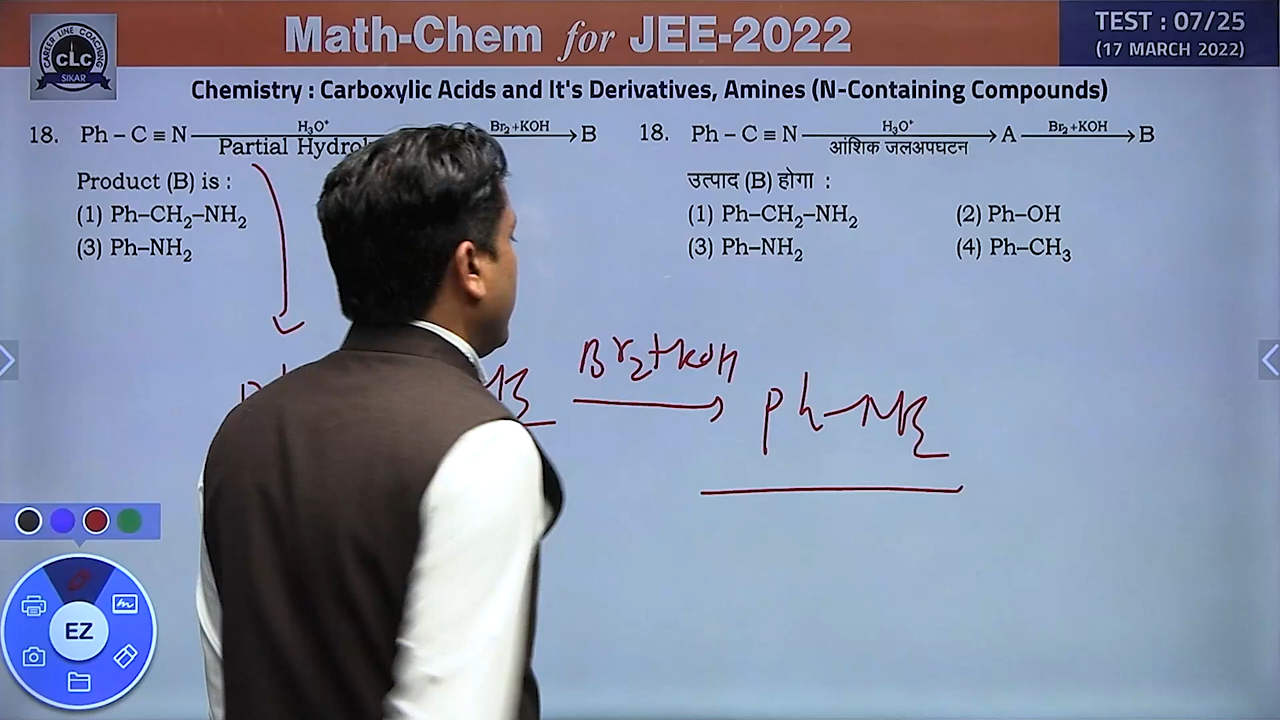 Math-Chem for JEE-2022
TEST : 07/25
(17 MARCH 2022)
CAREER LINE COACHING
CLC
SIKAR
Chemistry : Carboxylic Acids and It's Derivatives, Amines (N-Containing Compounds)
18. Ph – C ≡ N H₃O⁺ Partial Br₂+KOH → B
Product (B) is :
(1) Ph–CH₂–NH₂
(3) Ph–NH₂
18. Ph – C ≡ N H₃O⁺ आंशिक जलअपघटन → A Br₂+KOH → B
उत्पाद (B) होगा :
(1) Ph–CH₂–NH₂ (2) Ph–OH
(3) Ph–NH₂ (4) Ph–CH₃
Br₂+KOH →
Ph–NH₂
EZ